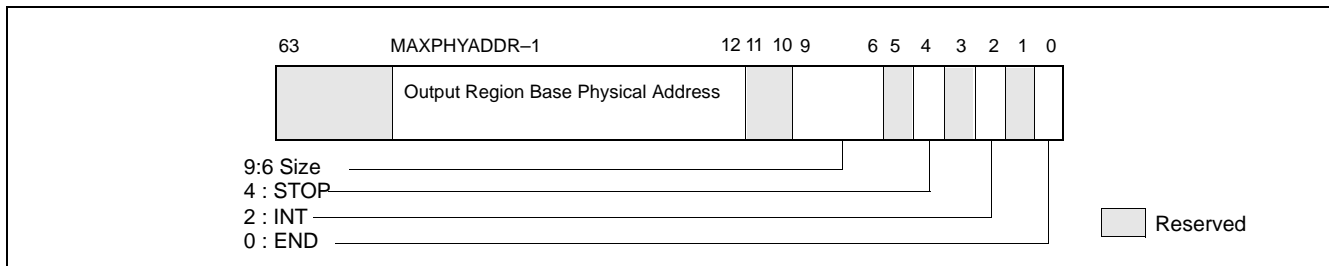 63 MAXPHYADDR–1 12 11 10 9 6 5 4 3 2 1 0
Output Region Base Physical Address
9:6 Size
4 : STOP
2 : INT
0 : END
Reserved